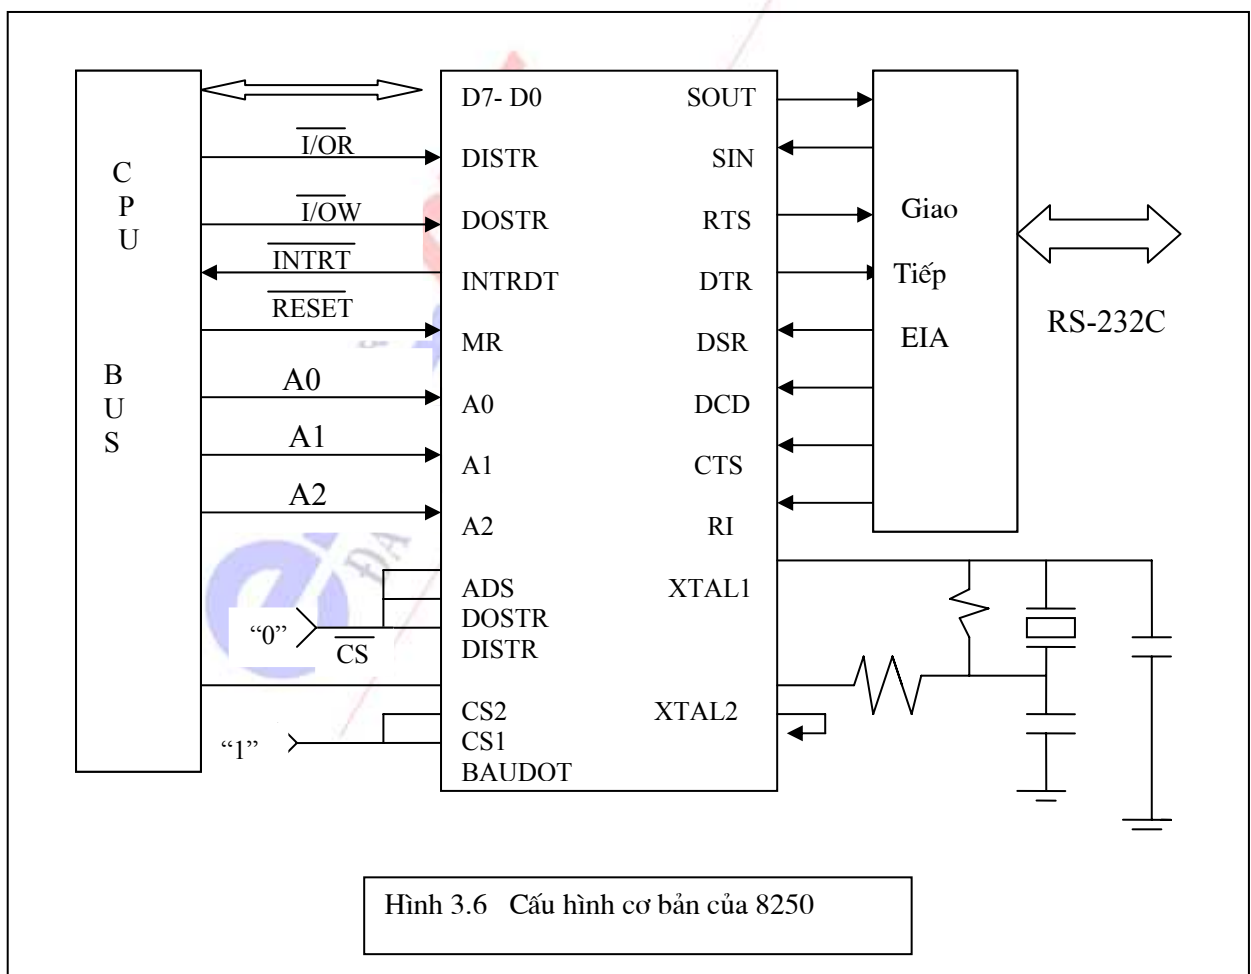 C
P
U
B
U
S
I/OR
I/OW
INTRT
RESET
A0
A1
A2
"0"
CS
"1"
D7- D0
DISTR
DOSTR
INTRDT
MR
A0
A1
A2
ADS
DOSTR
DISTR
CS2
CS1
BAUDOT
SOUT
SIN
RTS
DTR
DSR
DCD
CTS
RI
XTAL1
XTAL2
Giao
Tiếp
EIA
RS-232C
ĐA
Hình 3.6 Cấu hình cơ bản của 8250